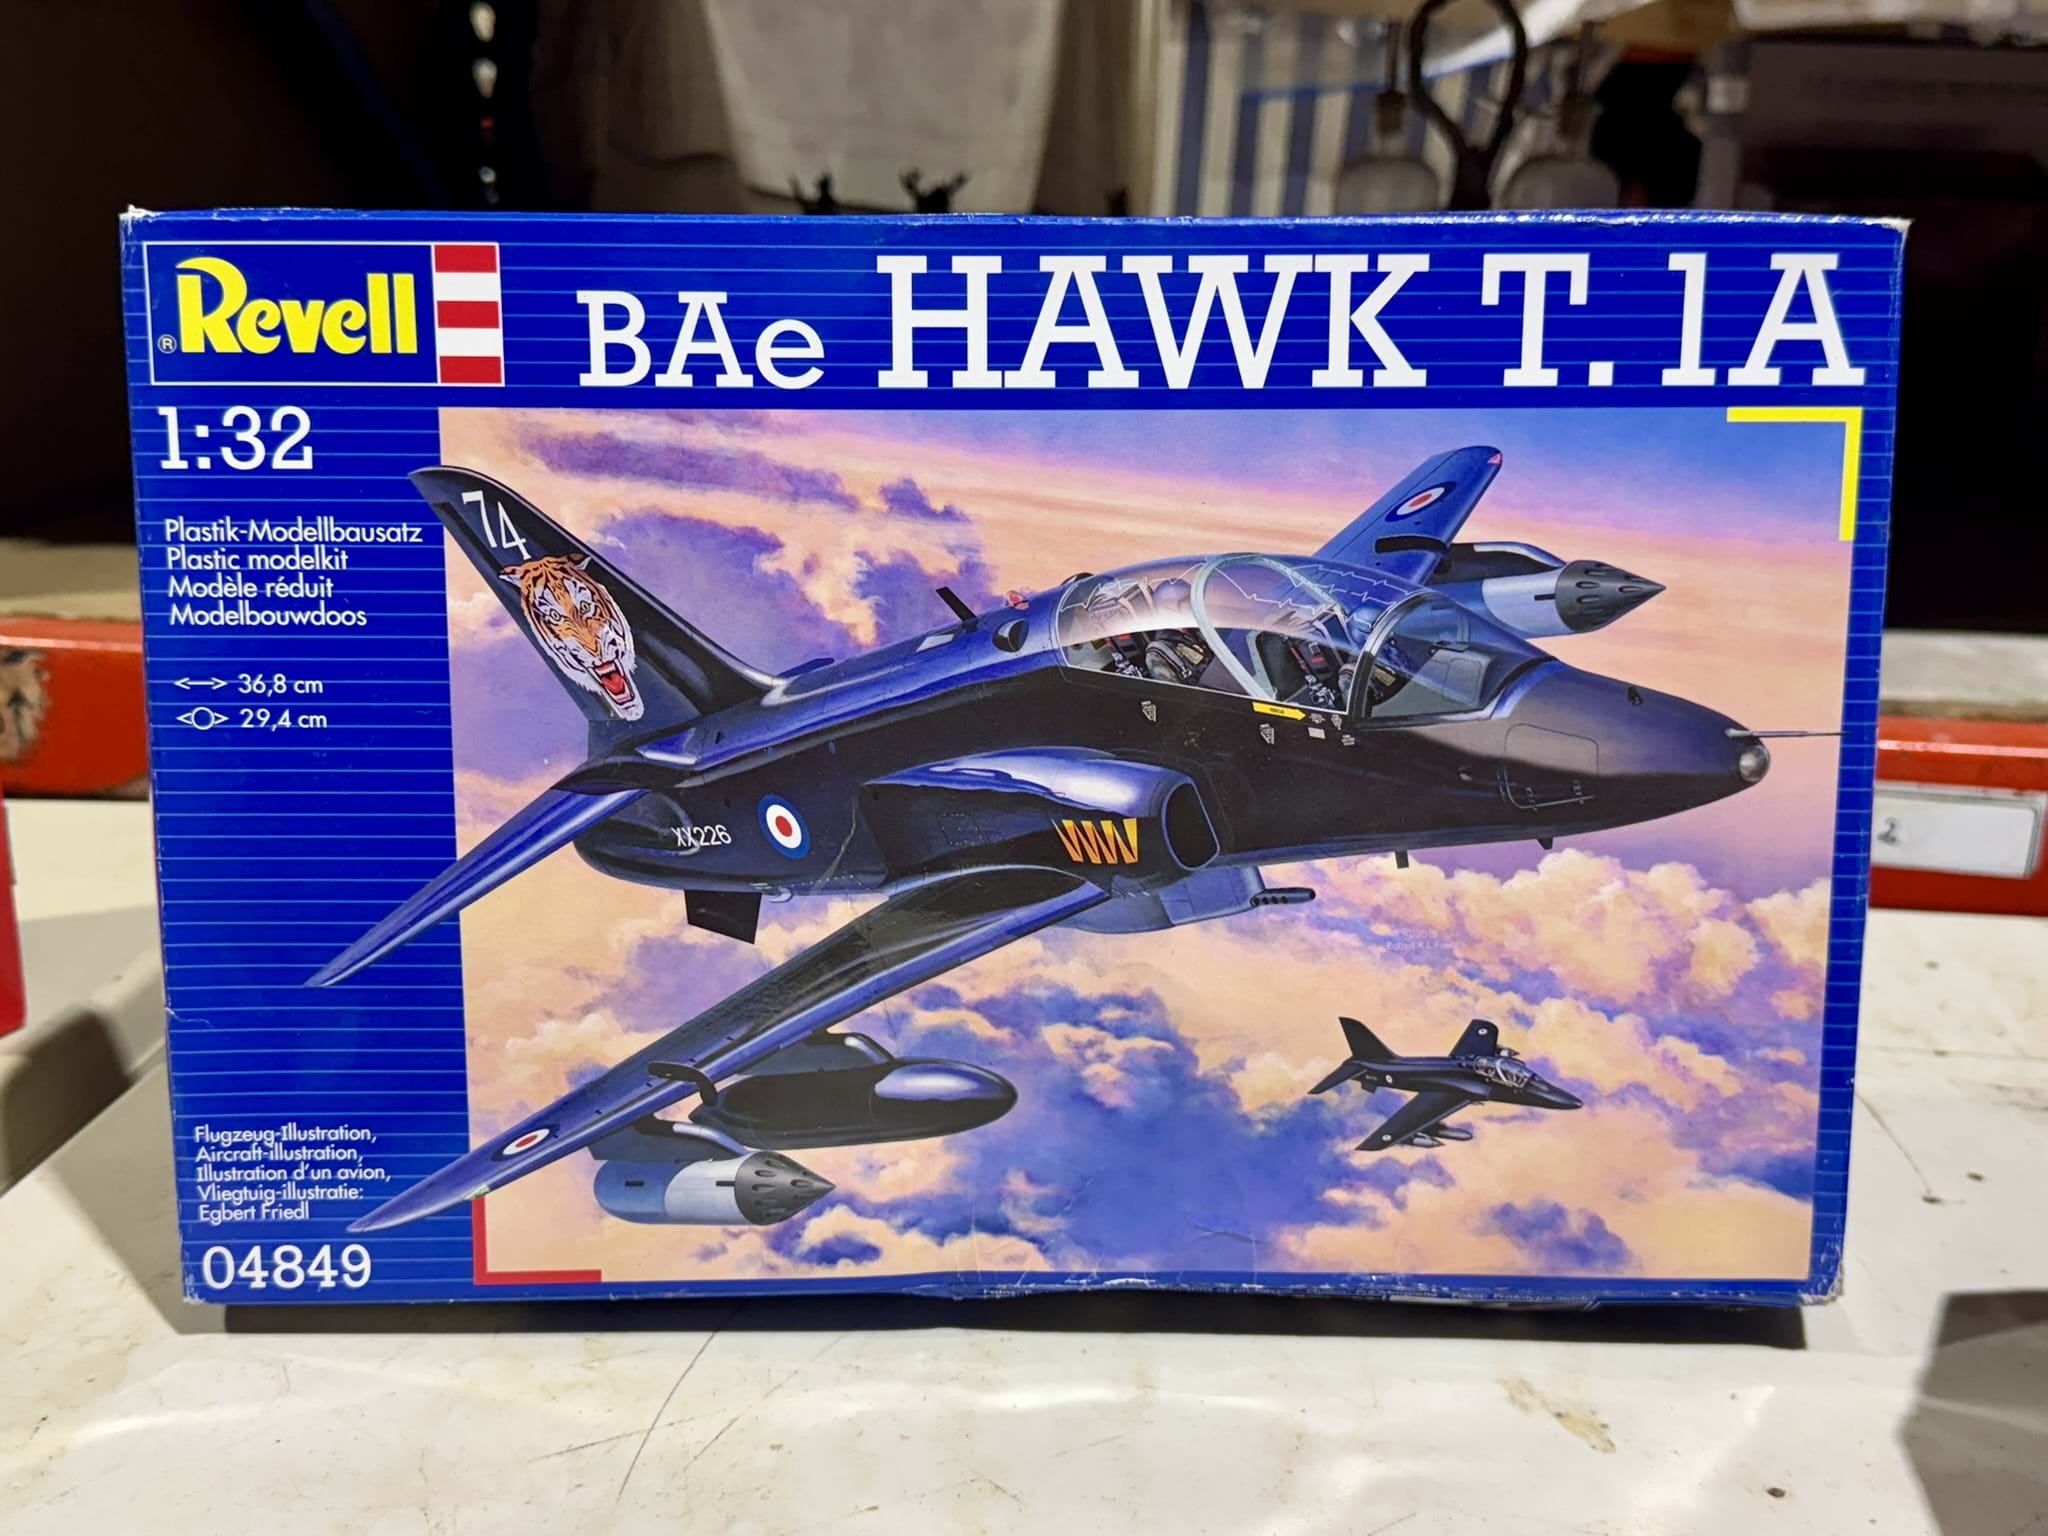 Revell
®
BAe HAWK T.1A
1:32
Plastik-Modellbausatz
Plastic modelkit
Modèle réduit
Modelbouwdoos
36,8 cm
29,4 cm
74
XX226
Flugzeug-Illustration,
Aircraft-illustration,
Illustration d'un avion,
Vliegtuig-illustratie:
Egbert Friedl
04849
2